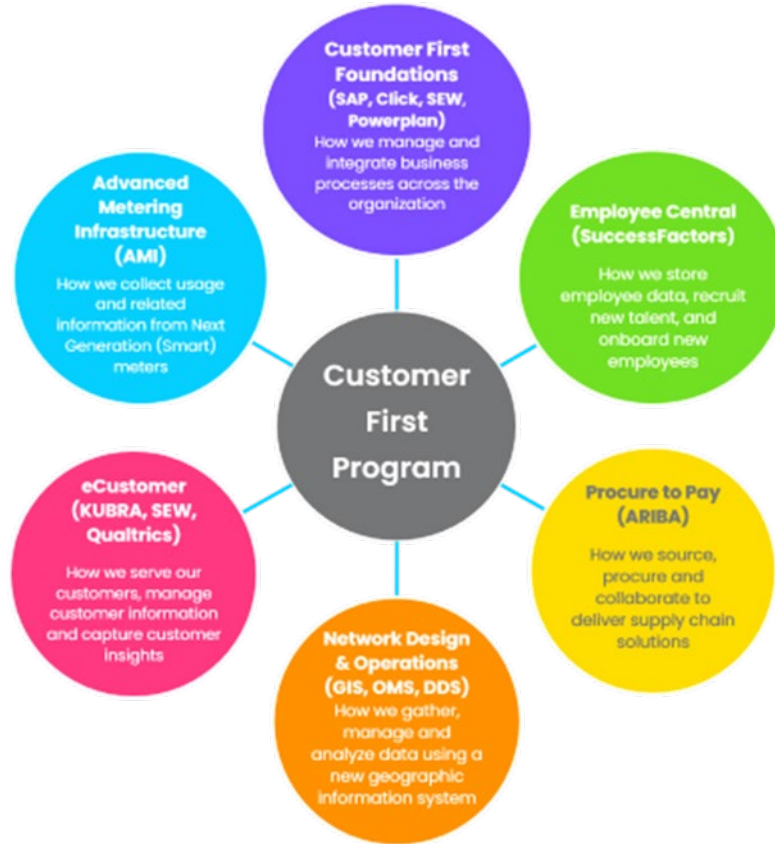 Customer First
Foundations
(SAP, Click, SEW,
Powerplan)
How we manage and
integrate business
processes across the
organization
Employee Central
(SuccessFactors)
How we store
employee data, recruit
new talent, and
onboard new
employees
Procure to Pay
(ARIBA)
How we source,
procure and
collaborate to
deliver supply chain
solutions
Network Design
& Operations
(GIS, OMS, DDS)
How we gather,
manage and
analyze data using a
new geographic
information system
eCustomer
(KUBRA, SEW,
Qualtrics)
How we serve our
customers, manage
customer information
and capture customer
insights
Advanced
Metering
Infrastructure
(AMI)
How we collect usage
and related
information from Next
Generation (Smart)
meters
Customer
First
Program